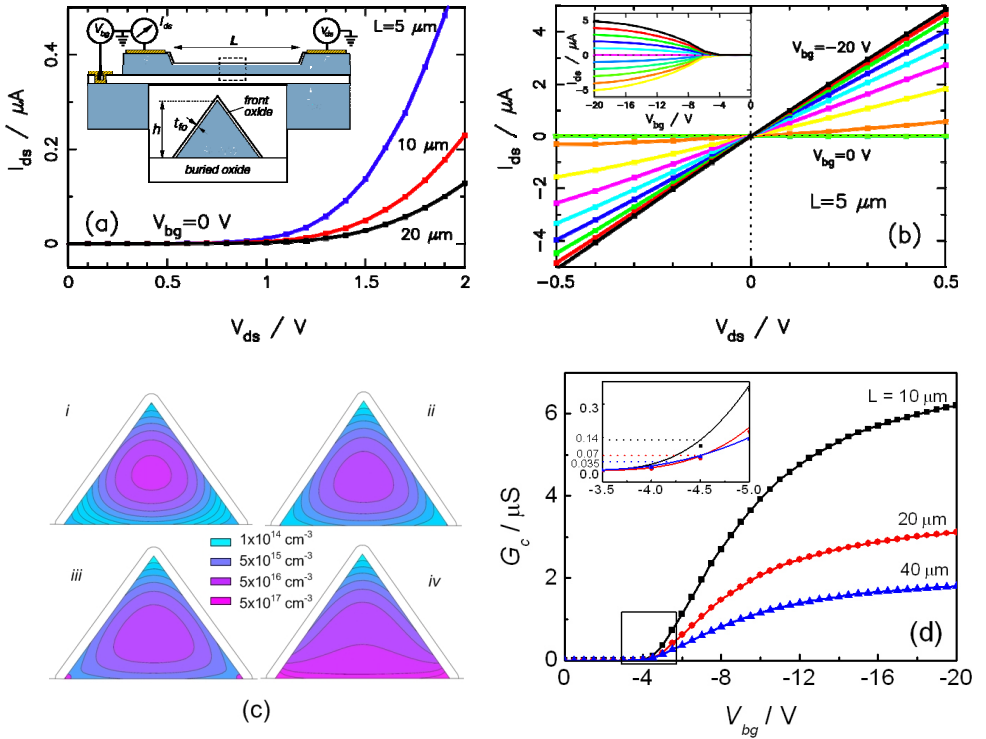 V_bg
I_ds
V_ds
L
front
oxide
t_fo
h
buried oxide
L=5 μm
10 μm
20 μm
(a)
V_bg=0 V
I_ds / μA
0.4
0.2
0
0
0.5
1.0
1.5
2
V_ds / V
5
0
-5
I_ds / μA
-20
-16
-12
-8
-4
0
V_bg / V
V_bg=-20 V
V_bg=0 V
L=5 μm
(b)
I_ds / μA
4
2
0
-2
-4
-0.5
0
0.5
V_ds / V
i
ii
iii
iv
1x10^14 cm^-3
5x10^15 cm^-3
5x10^16 cm^-3
5x10^17 cm^-3
(c)
0.3
0.14
0.07
0.035
0.0
-3.5
-4.0
-4.5
-5.0
L = 10 μm
20 μm
40 μm
(d)
G_c / μS
6
4
2
0
0
-4
-8
-12
-16
-20
V_bg / V